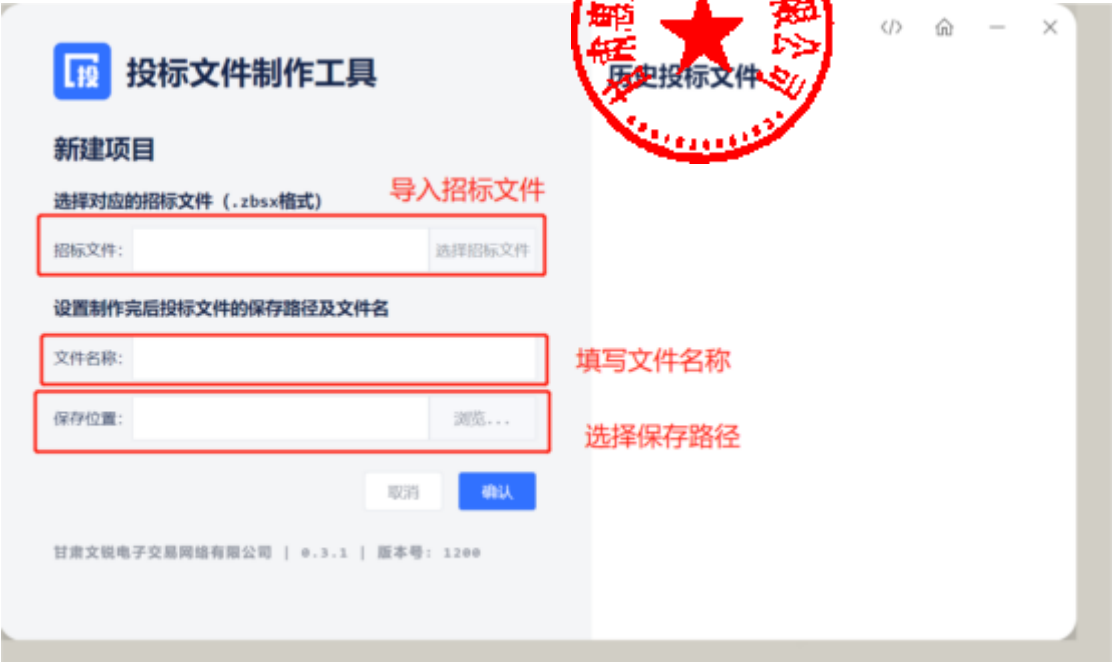 投标文件制作工具
历史投标文件
新建项目
选择对应的招标文件（.zbsx格式）
导入招标文件
招标文件：
选择招标文件
设置制作完后投标文件的保存路径及文件名
文件名称：
填写文件名称
保存位置：
浏览...
选择保存路径
取消
确认
甘肃文锐电子交易网络有限公司 | 0.3.1 | 版本号：1200